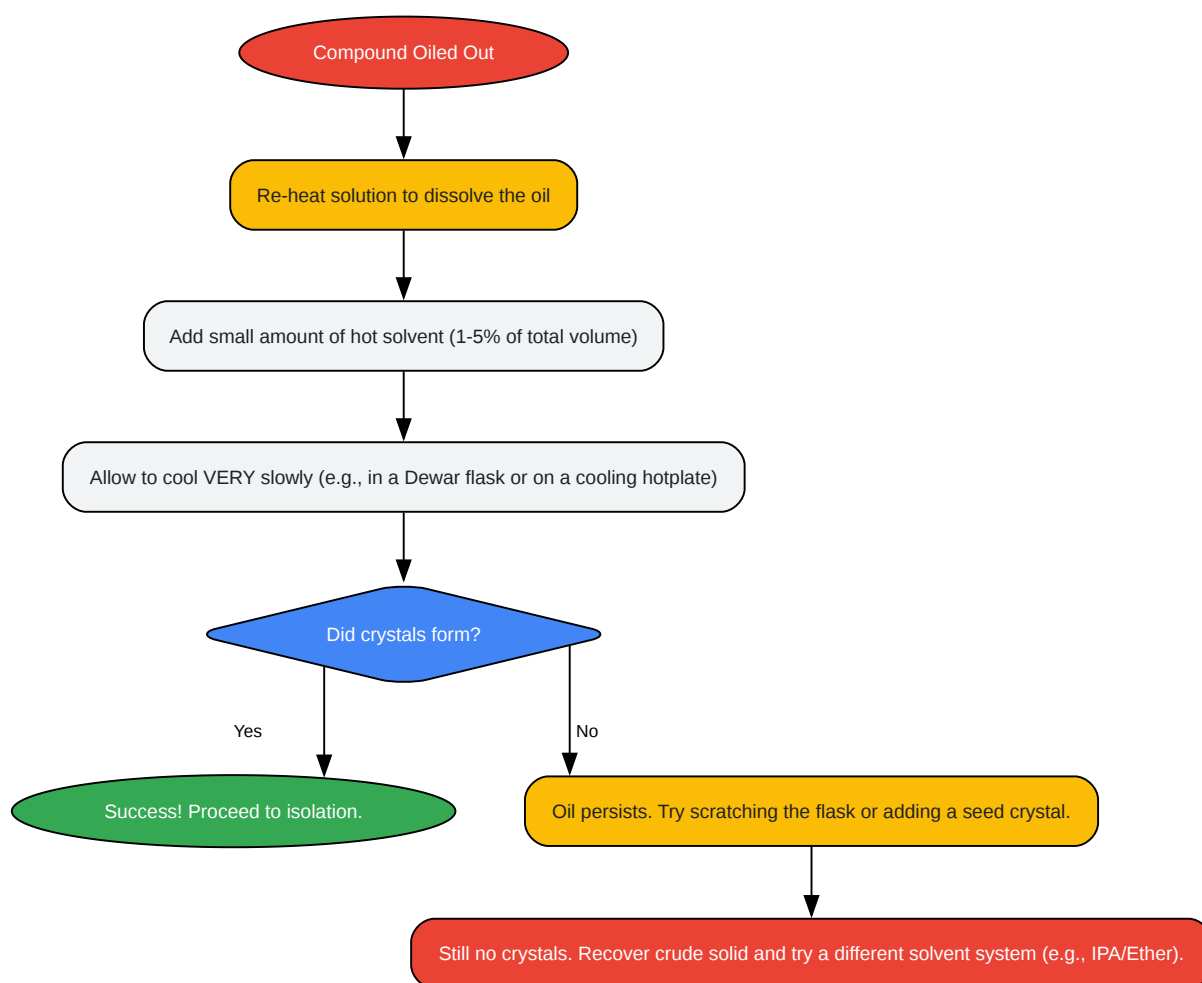 Compound Oiled Out
Re-heat solution to dissolve the oil
Add small amount of hot solvent (1-5% of total volume)
Allow to cool VERY slowly (e.g., in a Dewar flask or on a cooling hotplate)
Did crystals form?
Yes
No
Success! Proceed to isolation.
Oil persists. Try scratching the flask or adding a seed crystal.
Still no crystals. Recover crude solid and try a different solvent system (e.g., IPA/Ether).